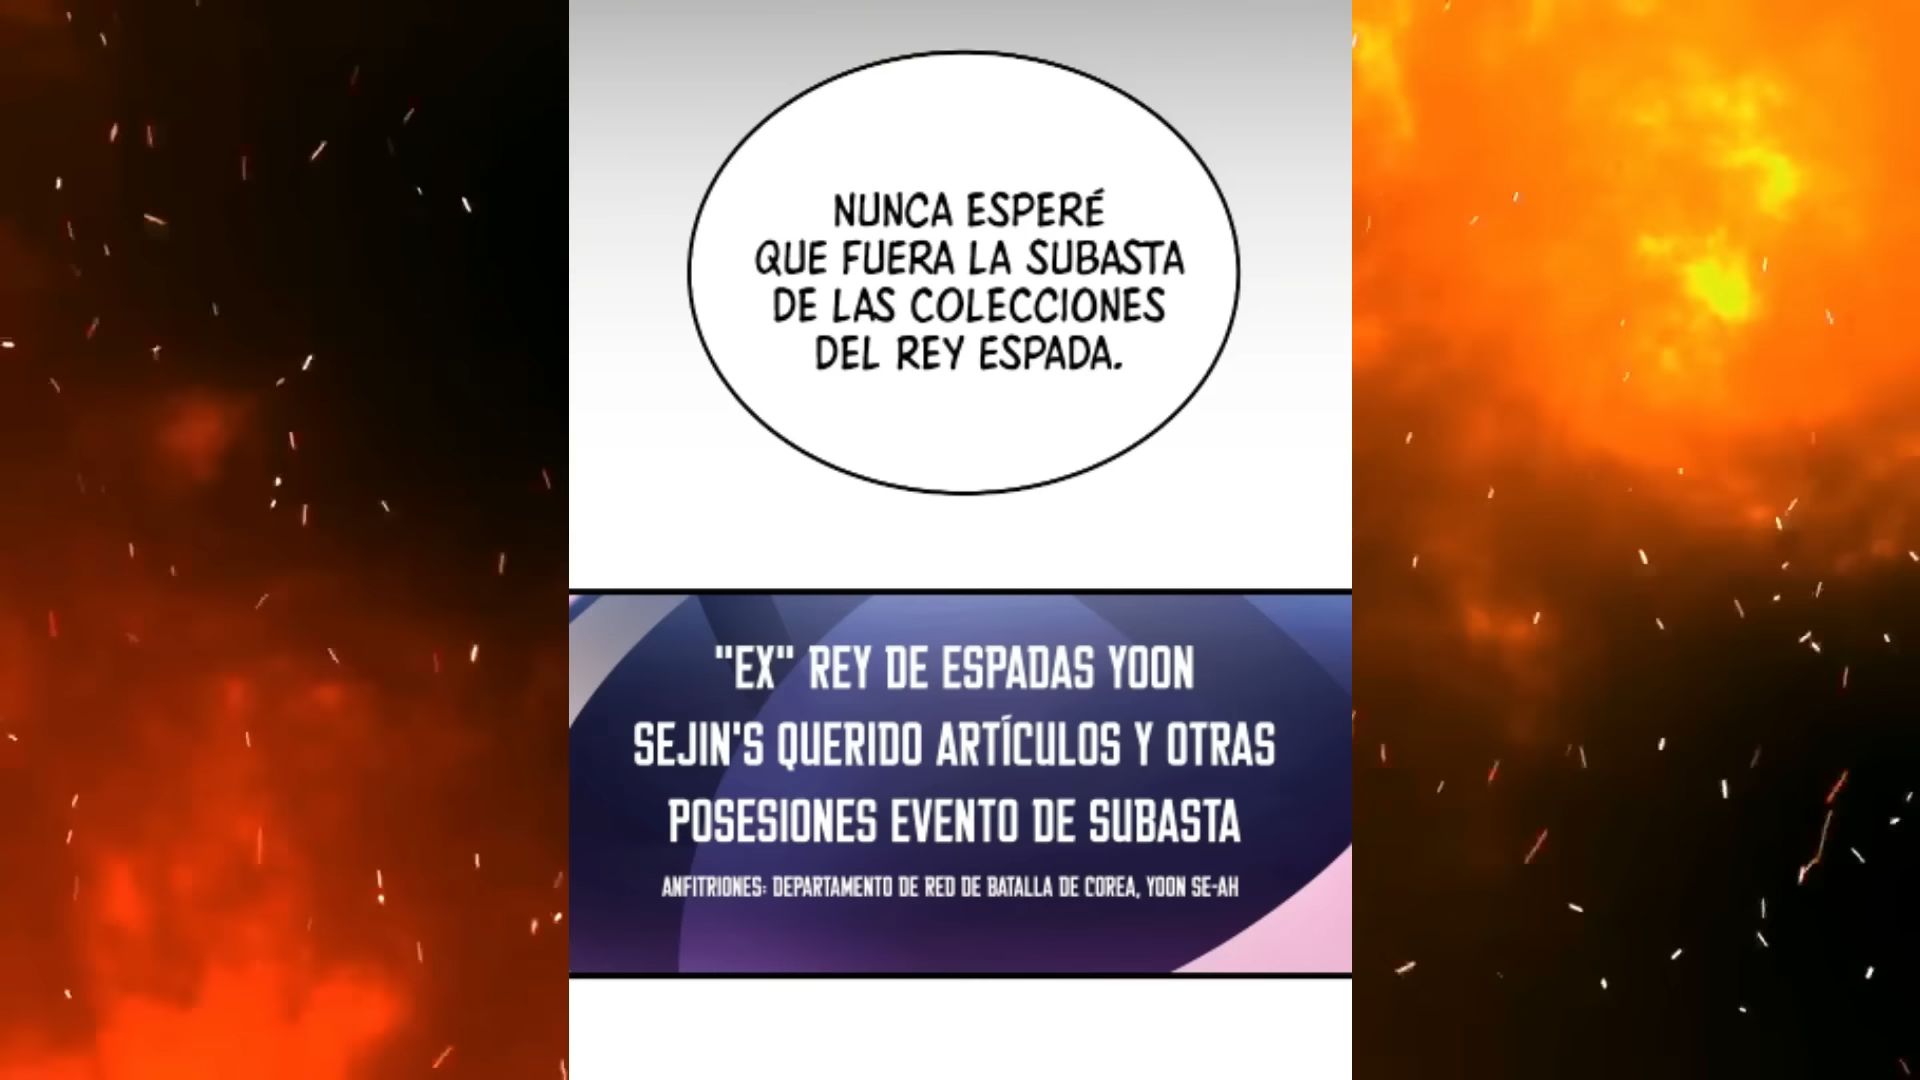 NUNCA ESPERÉ
QUE FUERA LA SUBASTA
DE LAS COLECCIONES
DEL REY ESPADA.
"EX" REY DE ESPADAS YOON
SEJIN'S QUERIDO ARTÍCULOS Y OTRAS
POSESIONES EVENTO DE SUBASTA
ANFITRIONES: DEPARTAMENTO DE RED DE BATALLA DE COREA, YOON SE-AH